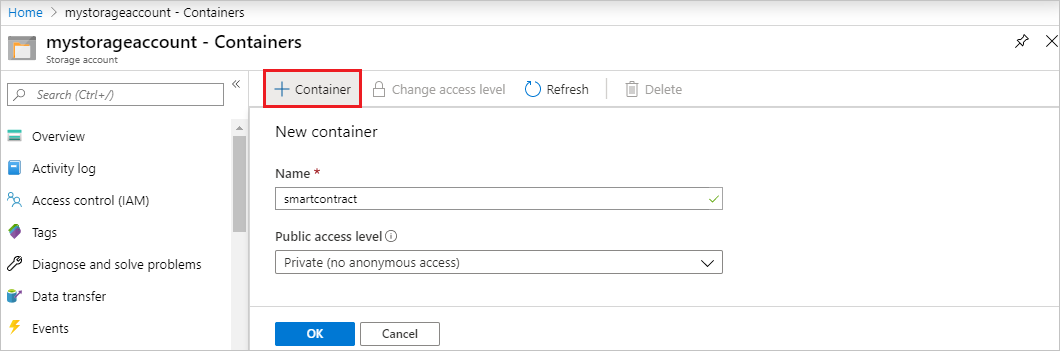 Home > mystorageaccount - Containers
mystorageaccount - Containers
Storage account
Search (Ctrl+/)
«
Overview
Activity log
Access control (IAM)
Tags
Diagnose and solve problems
Data transfer
Events
+ Container
Change access level
Refresh
Delete
New container
Name *
smartcontract
Public access level
Private (no anonymous access)
OK
Cancel